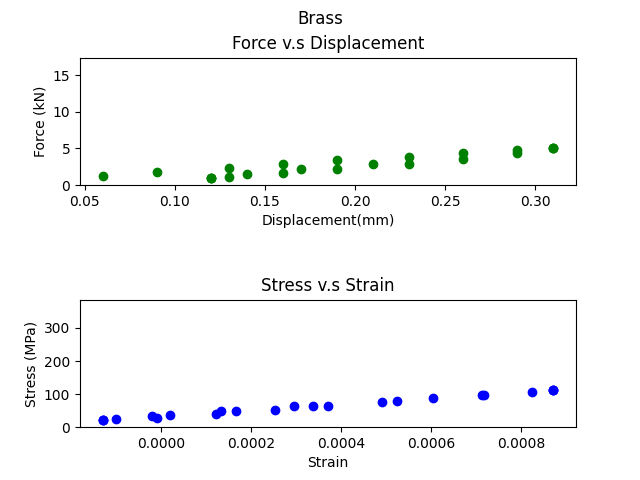 Brass
Force v.s Displacement
15
10
5
0
Force (kN)
0.05 0.10 0.15 0.20 0.25 0.30
Displacement(mm)
Stress v.s Strain
300
200
100
0
Stress (MPa)
0.0000 0.0002 0.0004 0.0006 0.0008
Strain